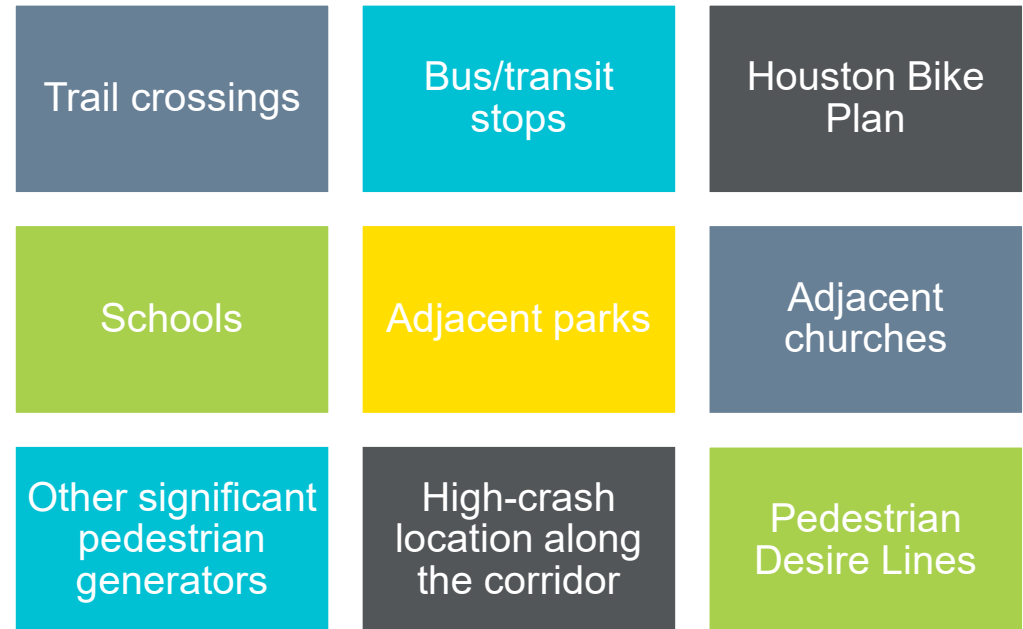 Trail crossings
Bus/transit
stops
Houston Bike
Plan
Schools
Adjacent parks
Adjacent
churches
Other significant
pedestrian
generators
High-crash
location along
the corridor
Pedestrian
Desire Lines